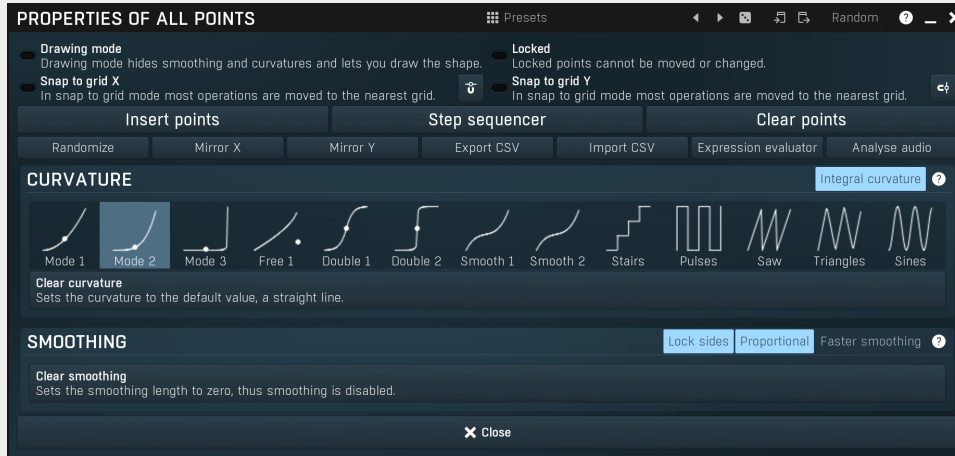 PROPERTIES OF ALL POINTS Presets Random ?
Drawing mode
Drawing mode hides smoothing and curvatures and lets you draw the shape.
Locked
Locked points cannot be moved or changed.
Snap to grid X
In snap to grid mode most operations are moved to the nearest grid.
Snap to grid Y
In snap to grid mode most operations are moved to the nearest grid.
Insert points Step sequencer Clear points
Randomize Mirror X Mirror Y Export CSV Import CSV Expression evaluator Analyse audio
CURVATURE Integral curvature ?
Mode 1 Mode 2 Mode 3 Free 1 Double 1 Double 2 Smooth 1 Smooth 2 Stairs Pulses Saw Triangles Sines
Clear curvature
Sets the curvature to the default value, a straight line.
SMOOTHING Lock sides Proportional Faster smoothing ?
Clear smoothing
Sets the smoothing length to zero, thus smoothing is disabled.
Close